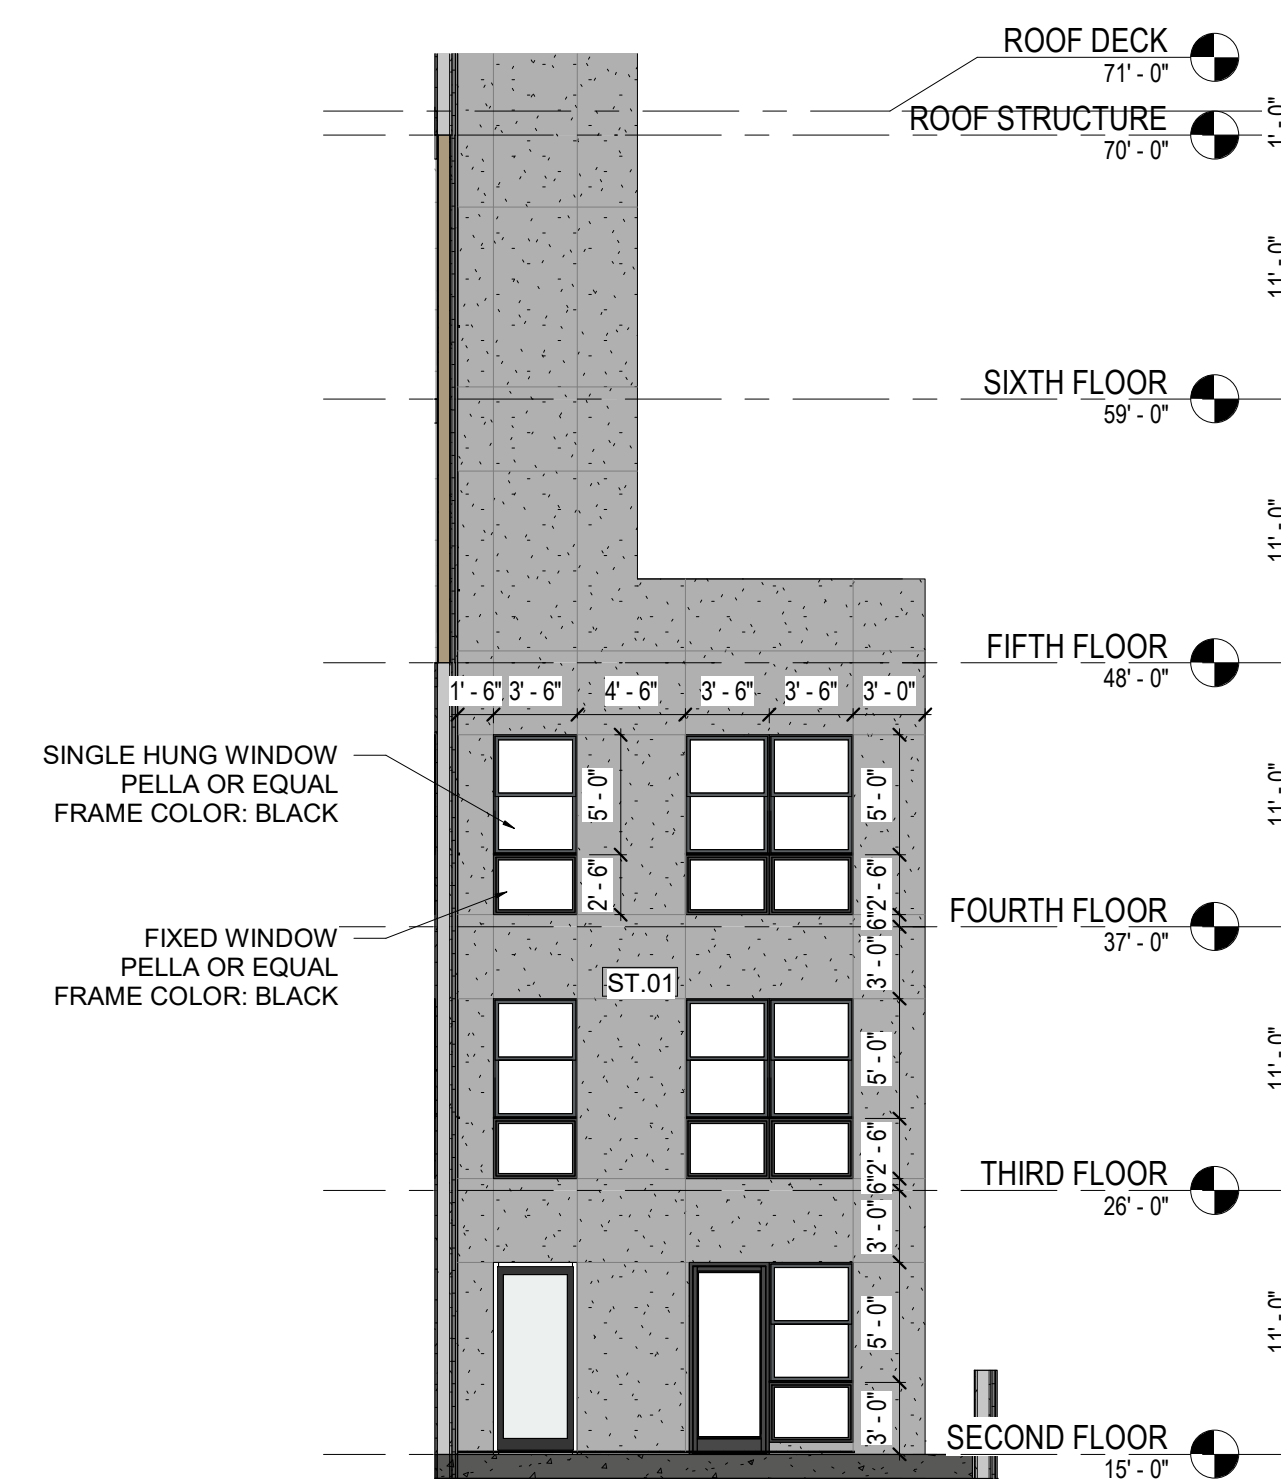 ROOF DECK
71' - 0"
ROOF STRUCTURE
70' - 0"
1' - 0"
11' - 0"
SIXTH FLOOR
59' - 0"
11' - 0"
FIFTH FLOOR
48' - 0"
1' - 6"
3' - 6"
4' - 6"
3' - 6"
3' - 6"
3' - 0"
SINGLE HUNG WINDOW
PELLA OR EQUAL
FRAME COLOR: BLACK
5' - 0"
5' - 0"
11' - 0"
2' - 6"
2' - 6"
FIXED WINDOW
PELLA OR EQUAL
FRAME COLOR: BLACK
6"
FOURTH FLOOR
37' - 0"
3' - 0"
ST.01
5' - 0"
11' - 0"
2' - 6"
6"
THIRD FLOOR
26' - 0"
3' - 0"
5' - 0"
11' - 0"
3' - 0"
SECOND FLOOR
15' - 0"